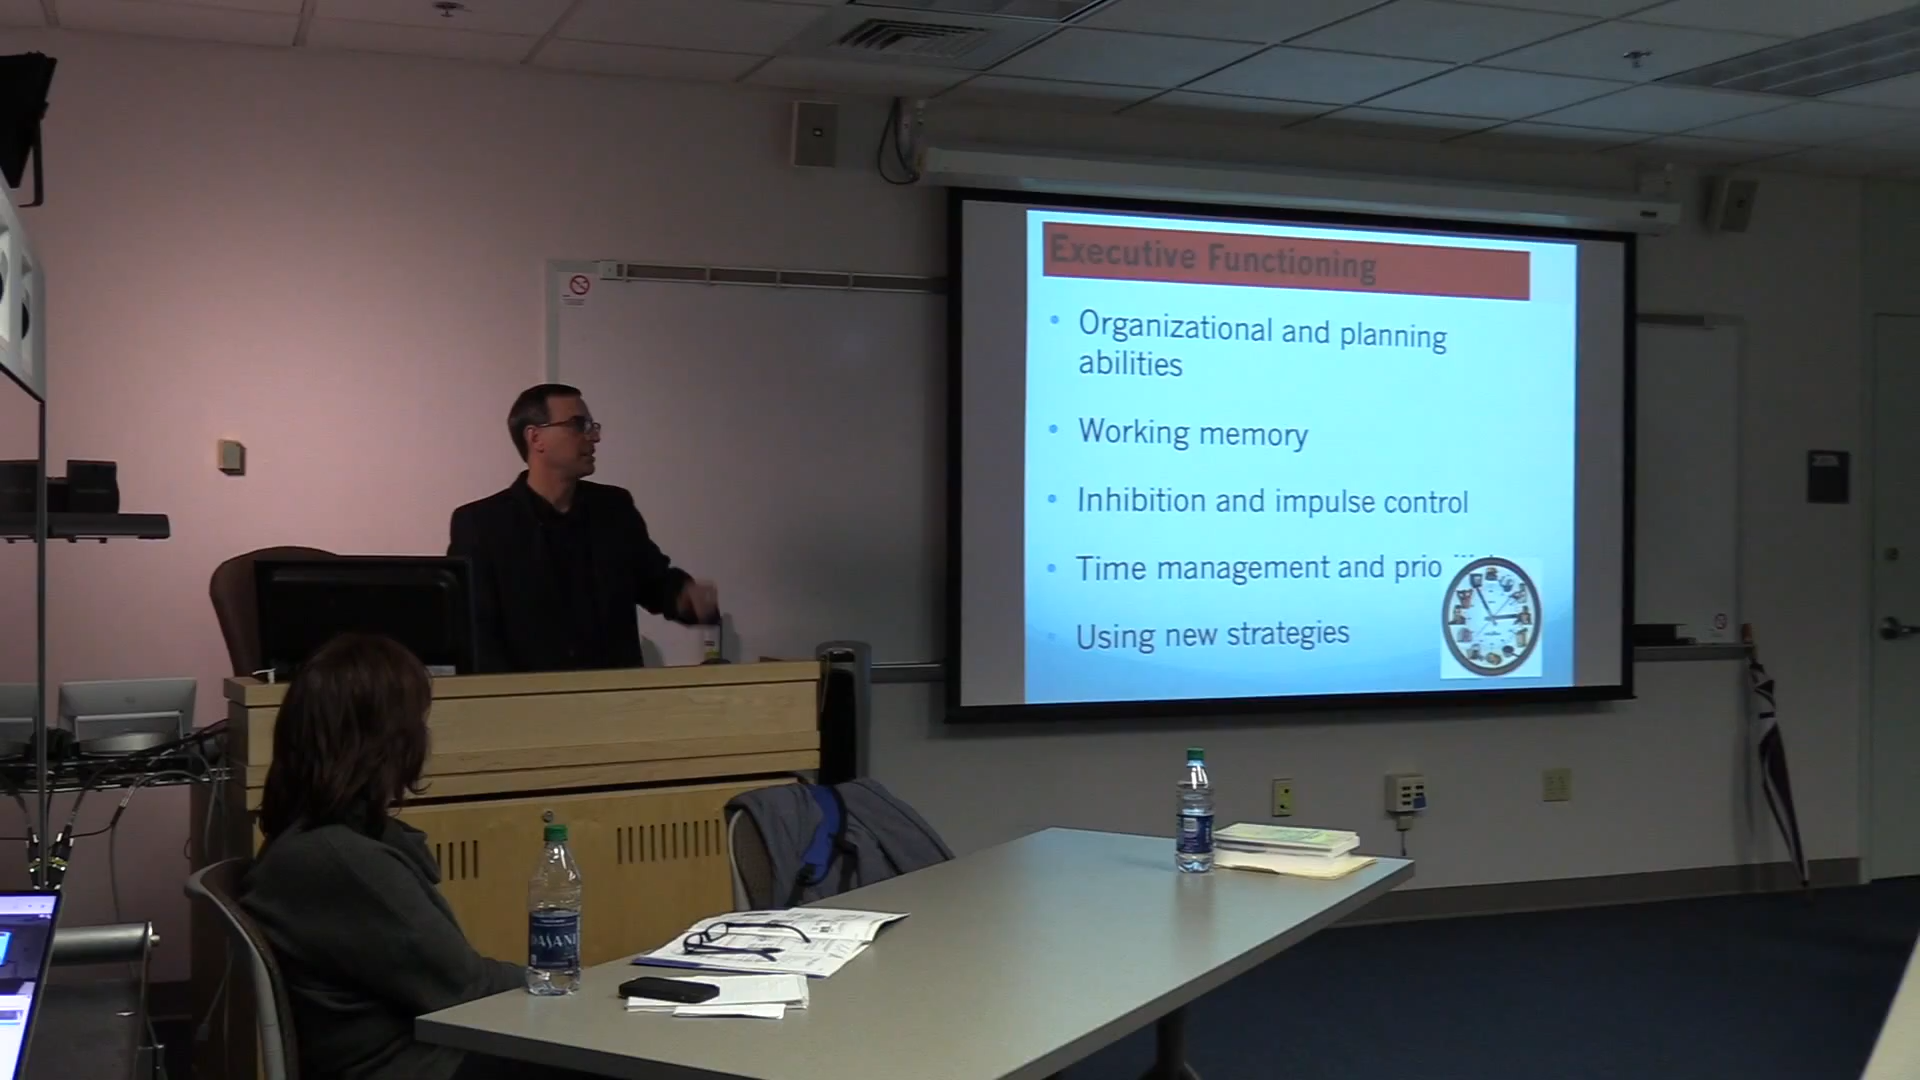 Executive Functioning
• Organizational and planning
abilities
• Working memory
• Inhibition and impulse control
• Time management and prio
• Using new strategies
DASANI